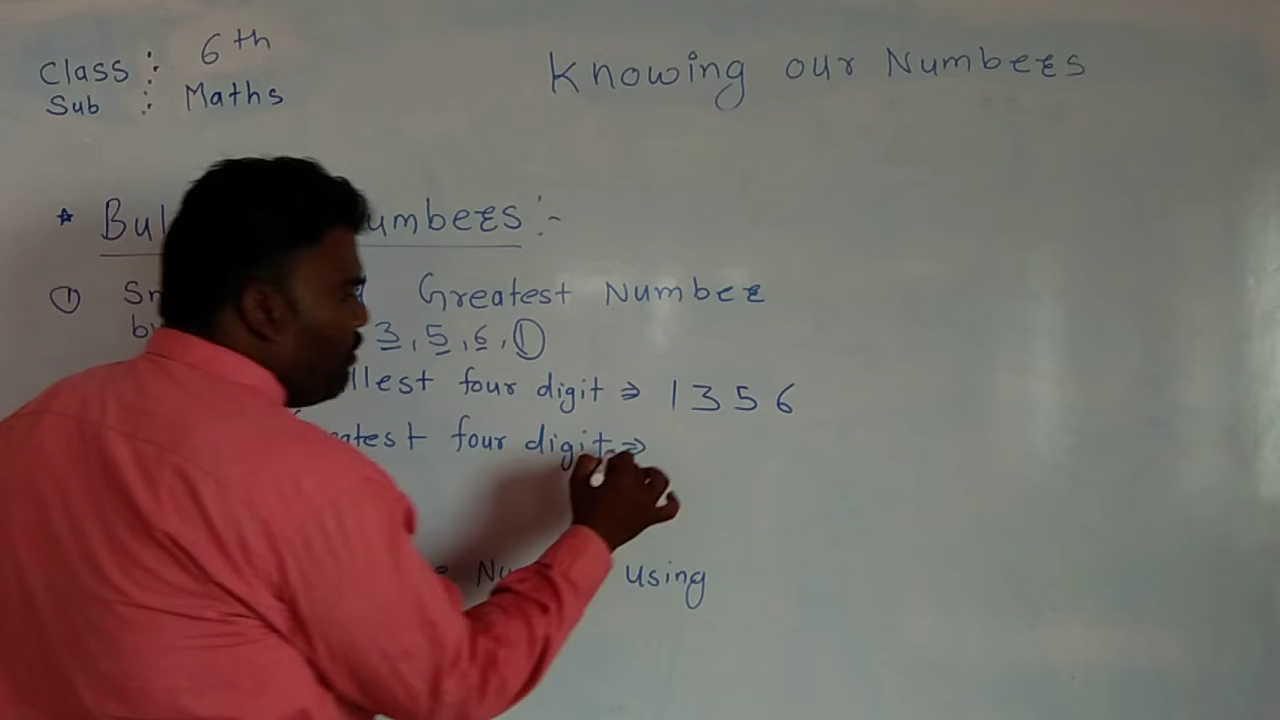 Class : 6th
Sub : Maths
Knowing our Numbers
* Bul umbers :-
① Sm Greatest Number
by 3, 5, 6, ①
llest four digit ⇒ 1356
atest four digit ⇒
Nu using